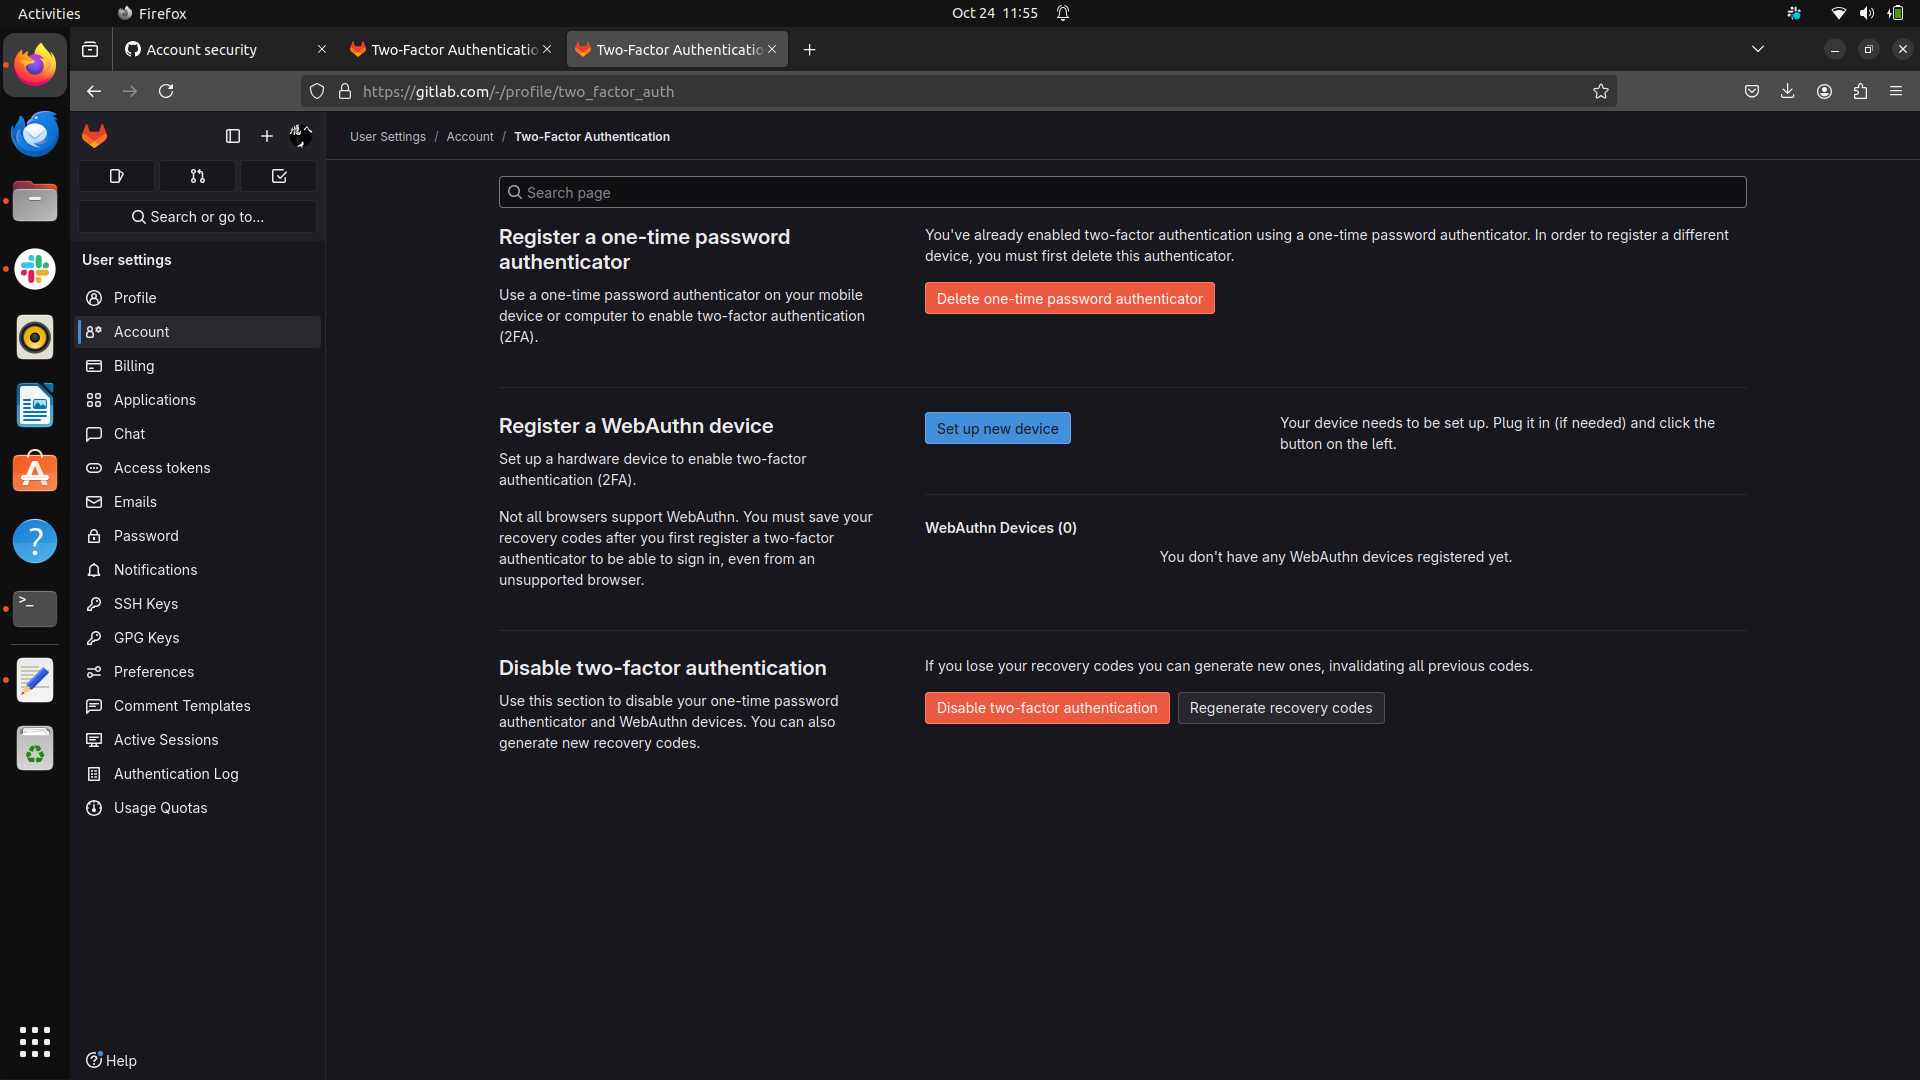 Activities
Firefox
Oct 24 11:55
Account security
Two-Factor Authenticatio
Two-Factor Authenticatio
https://gitlab.com/-/profile/two_factor_auth
User Settings / Account / Two-Factor Authentication
Search or go to...
User settings
Profile
Account
Billing
Applications
Chat
Access tokens
Emails
Password
Notifications
SSH Keys
GPG Keys
Preferences
Comment Templates
Active Sessions
Authentication Log
Usage Quotas
Help
Search page
Register a one-time password
authenticator
Use a one-time password authenticator on your mobile
device or computer to enable two-factor authentication
(2FA).
You've already enabled two-factor authentication using a one-time password authenticator. In order to register a different
device, you must first delete this authenticator.
Delete one-time password authenticator
Register a WebAuthn device
Set up a hardware device to enable two-factor
authentication (2FA).
Not all browsers support WebAuthn. You must save your
recovery codes after you first register a two-factor
authenticator to be able to sign in, even from an
unsupported browser.
Set up new device
Your device needs to be set up. Plug it in (if needed) and click the
button on the left.
WebAuthn Devices (0)
You don't have any WebAuthn devices registered yet.
Disable two-factor authentication
Use this section to disable your one-time password
authenticator and WebAuthn devices. You can also
generate new recovery codes.
If you lose your recovery codes you can generate new ones, invalidating all previous codes.
Disable two-factor authentication
Regenerate recovery codes